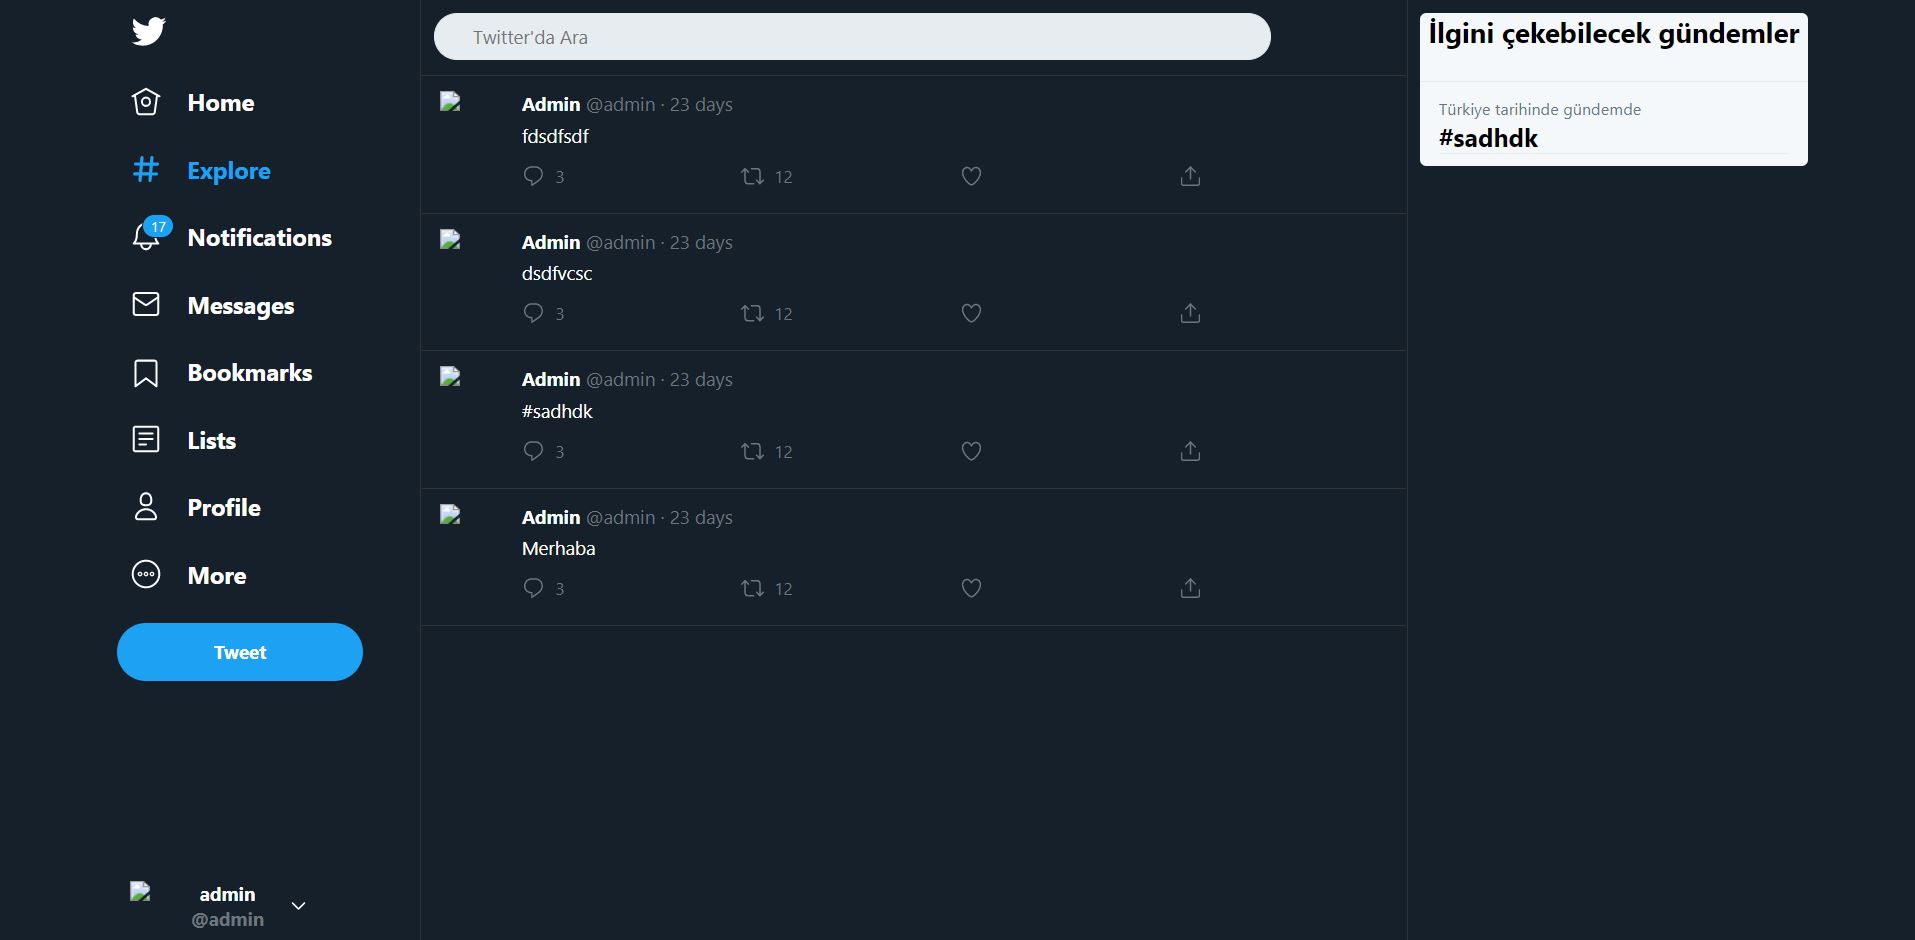 Home
Explore
17
Notifications
Messages
Bookmarks
Lists
Profile
More
Tweet
admin
@admin
Twitter'da Ara
Admin @admin · 23 days
fdsdfsdf
3 12
Admin @admin · 23 days
dsdfvcsc
3 12
Admin @admin · 23 days
#sadhdk
3 12
Admin @admin · 23 days
Merhaba
3 12
İlgini çekebilecek gündemler
Türkiye tarihinde gündemde
#sadhdk